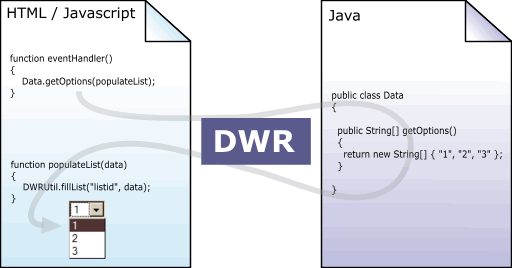 HTML / Javascript
function eventHandler()
{
Data.getOptions(populateList);
}
function populateList(data)
{
DWRUtil.fillList("listid", data);
}
1
1
2
3
DWR
Java
public class Data
{
public String[] getOptions()
{
return new String[] { "1", "2", "3" };
}
}